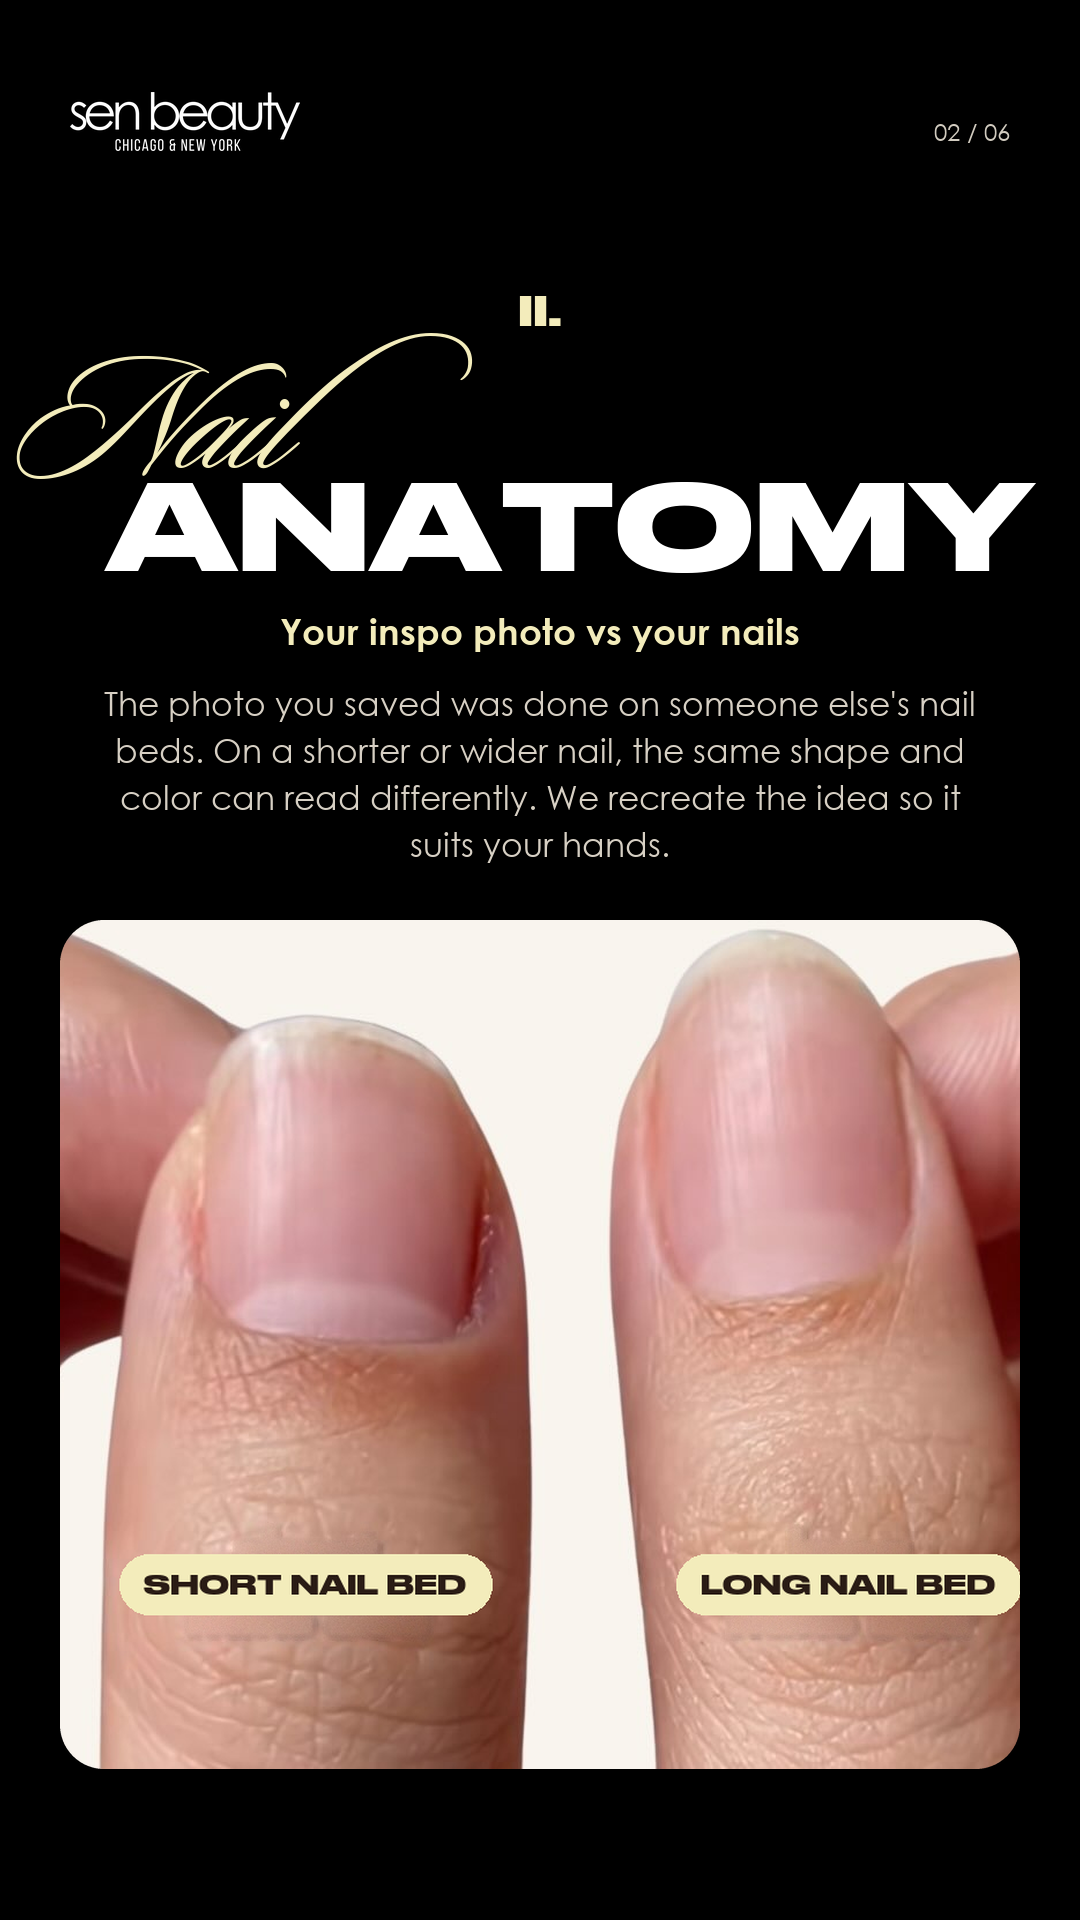 sen beauty
CHICAGO & NEW YORK
02 / 06
II.
Nail
ANATOMY
Your inspo photo vs your nails
The photo you saved was done on someone else's nail
beds. On a shorter or wider nail, the same shape and
color can read differently. We recreate the idea so it
suits your hands.
SHORT NAIL BED
LONG NAIL BED